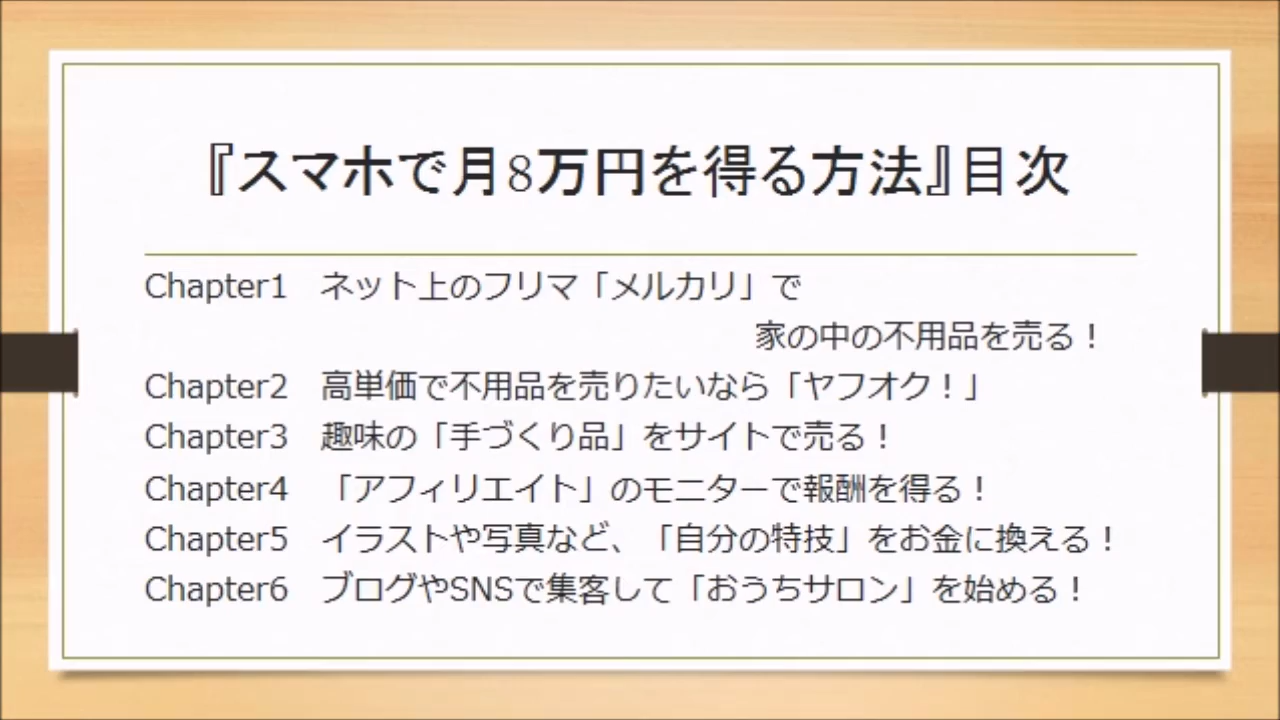 『スマホで月8万円を得る方法』目次
Chapter1　ネット上のフリマ「メルカリ」で
家の中の不用品を売る！
Chapter2　高単価で不用品を売りたいなら「ヤフオク！」
Chapter3　趣味の「手づくり品」をサイトで売る！
Chapter4　「アフィリエイト」のモニターで報酬を得る！
Chapter5　イラストや写真など、「自分の特技」をお金に換える！
Chapter6　ブログやSNSで集客して「おうちサロン」を始める！